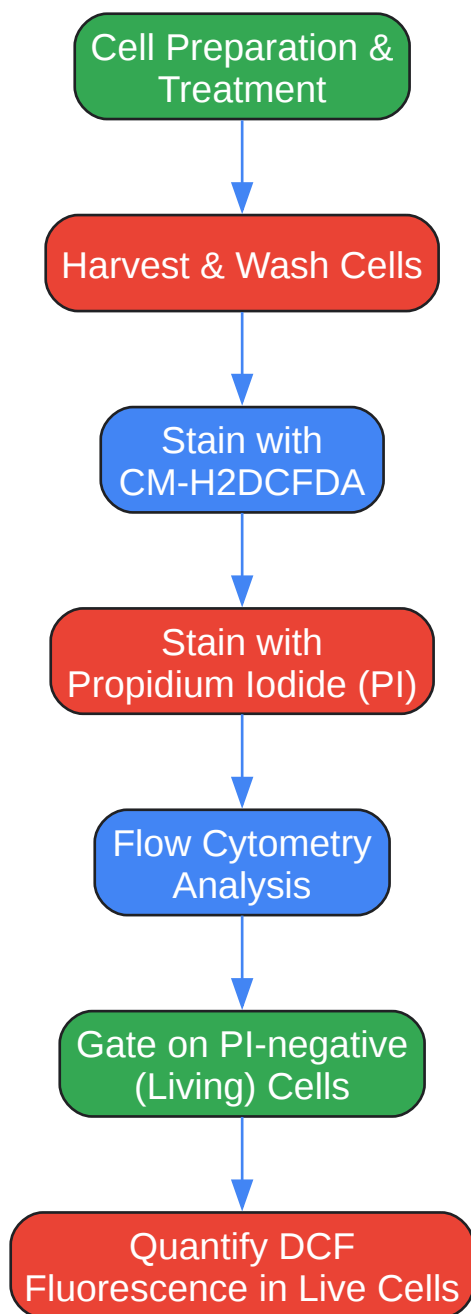 Cell Preparation &
Treatment
Harvest & Wash Cells
Stain with
CM-H2DCFDA
Stain with
Propidium Iodide (PI)
Flow Cytometry
Analysis
Gate on PI-negative
(Living) Cells
Quantify DCF
Fluorescence in Live Cells